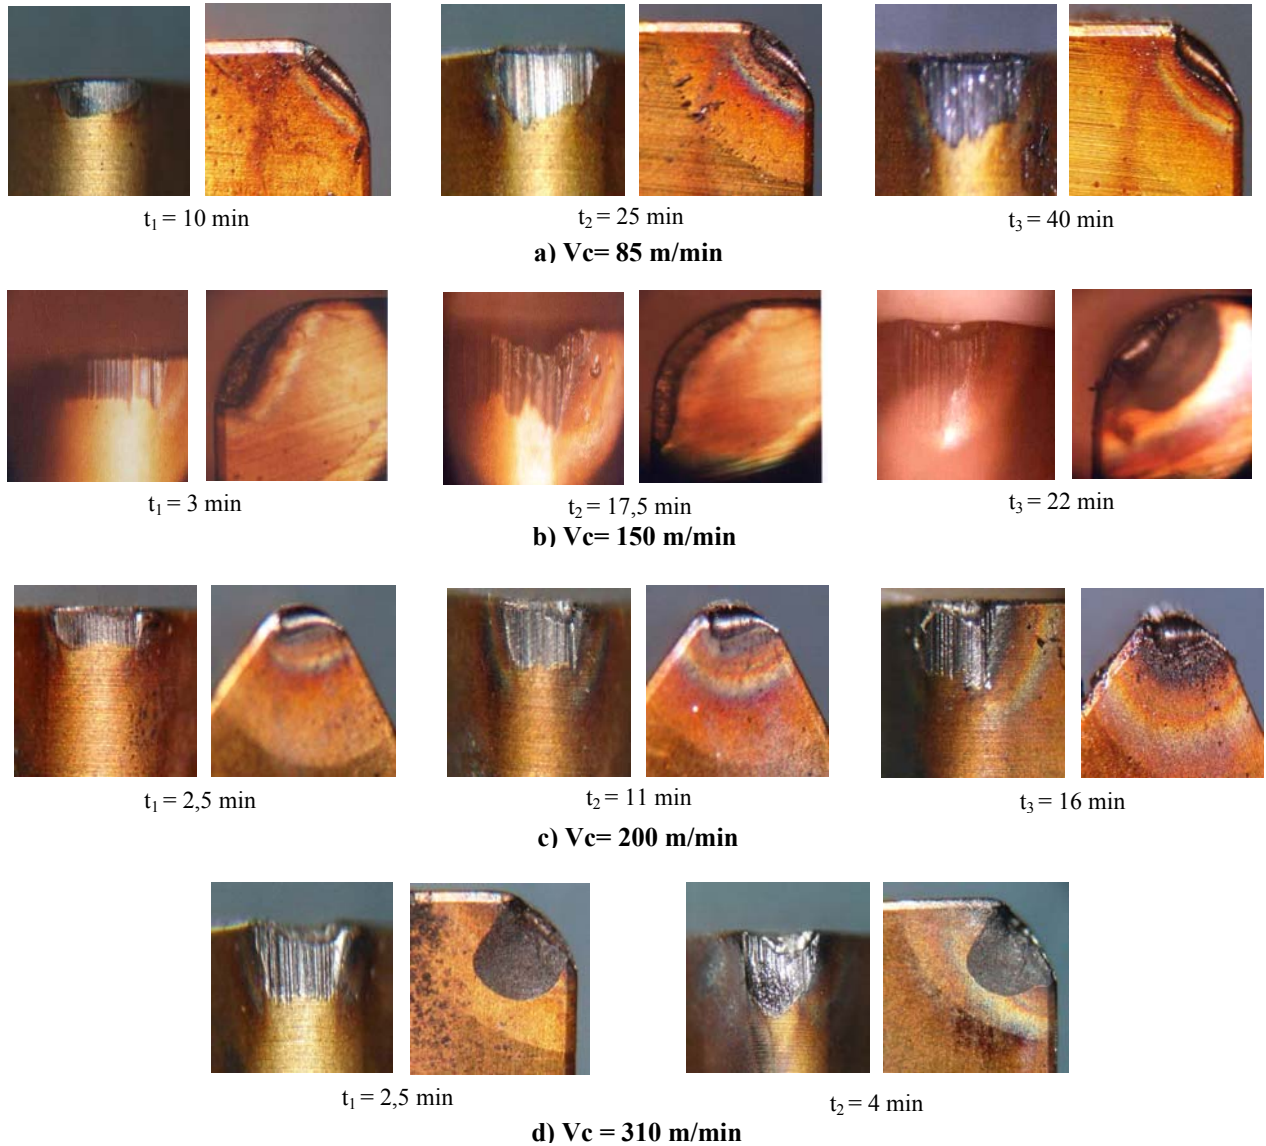 t₁ = 10 min
t₂ = 25 min
t₃ = 40 min
a) Vc= 85 m/min
t₁ = 3 min
t₂ = 17,5 min
t₃ = 22 min
b) Vc= 150 m/min
t₁ = 2,5 min
t₂ = 11 min
t₃ = 16 min
c) Vc= 200 m/min
t₁ = 2,5 min
t₂ = 4 min
d) Vc = 310 m/min